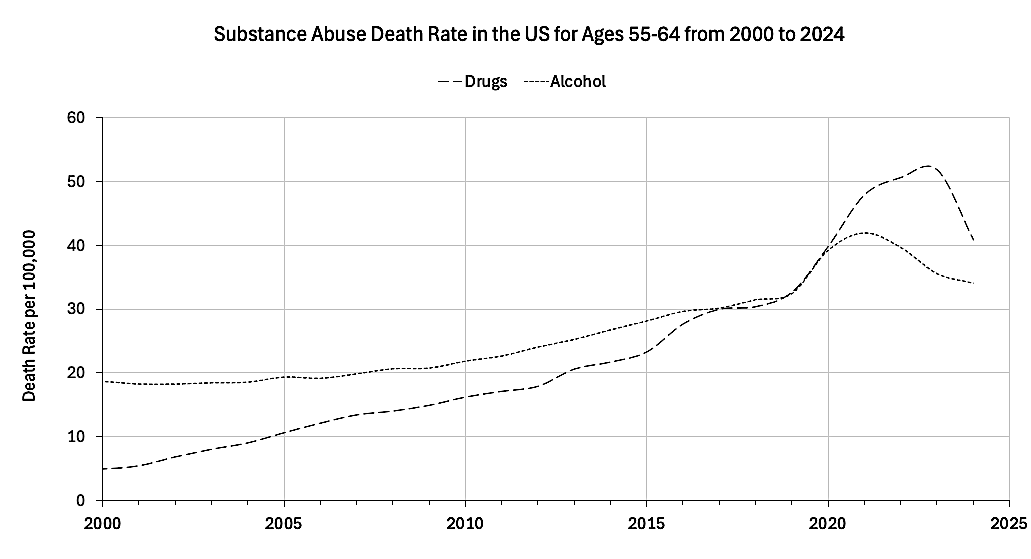 Substance Abuse Death Rate in the US for Ages 55-64 from 2000 to 2024
Drugs Alcohol
60
50
40
30
20
10
0
Death Rate per 100,000
2000 2005 2010 2015 2020 2025